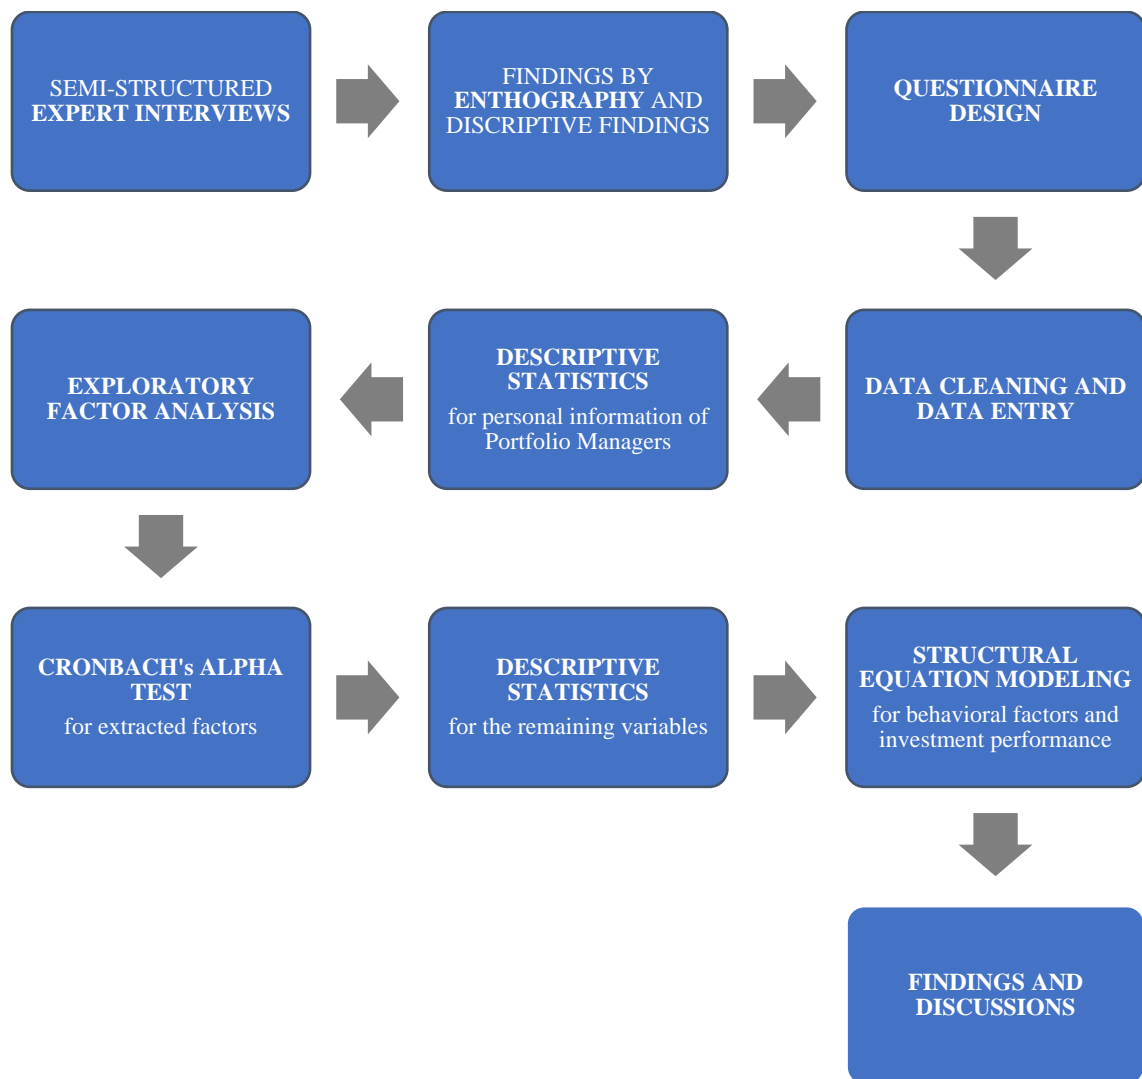 SEMI-STRUCTURED
EXPERT INTERVIEWS
FINDINGS BY
ENTHOGRAPHY AND
DISCRIPTIVE FINDINGS
QUESTIONNAIRE
DESIGN
DATA CLEANING AND
DATA ENTRY
DESCRIPTIVE
STATISTICS
for personal information of
Portfolio Managers
EXPLORATORY
FACTOR ANALYSIS
CRONBACH's ALPHA
TEST
for extracted factors
DESCRIPTIVE
STATISTICS
for the remaining variables
STRUCTURAL
EQUATION MODELING
for behavioral factors and
investment performance
FINDINGS AND
DISCUSSIONS